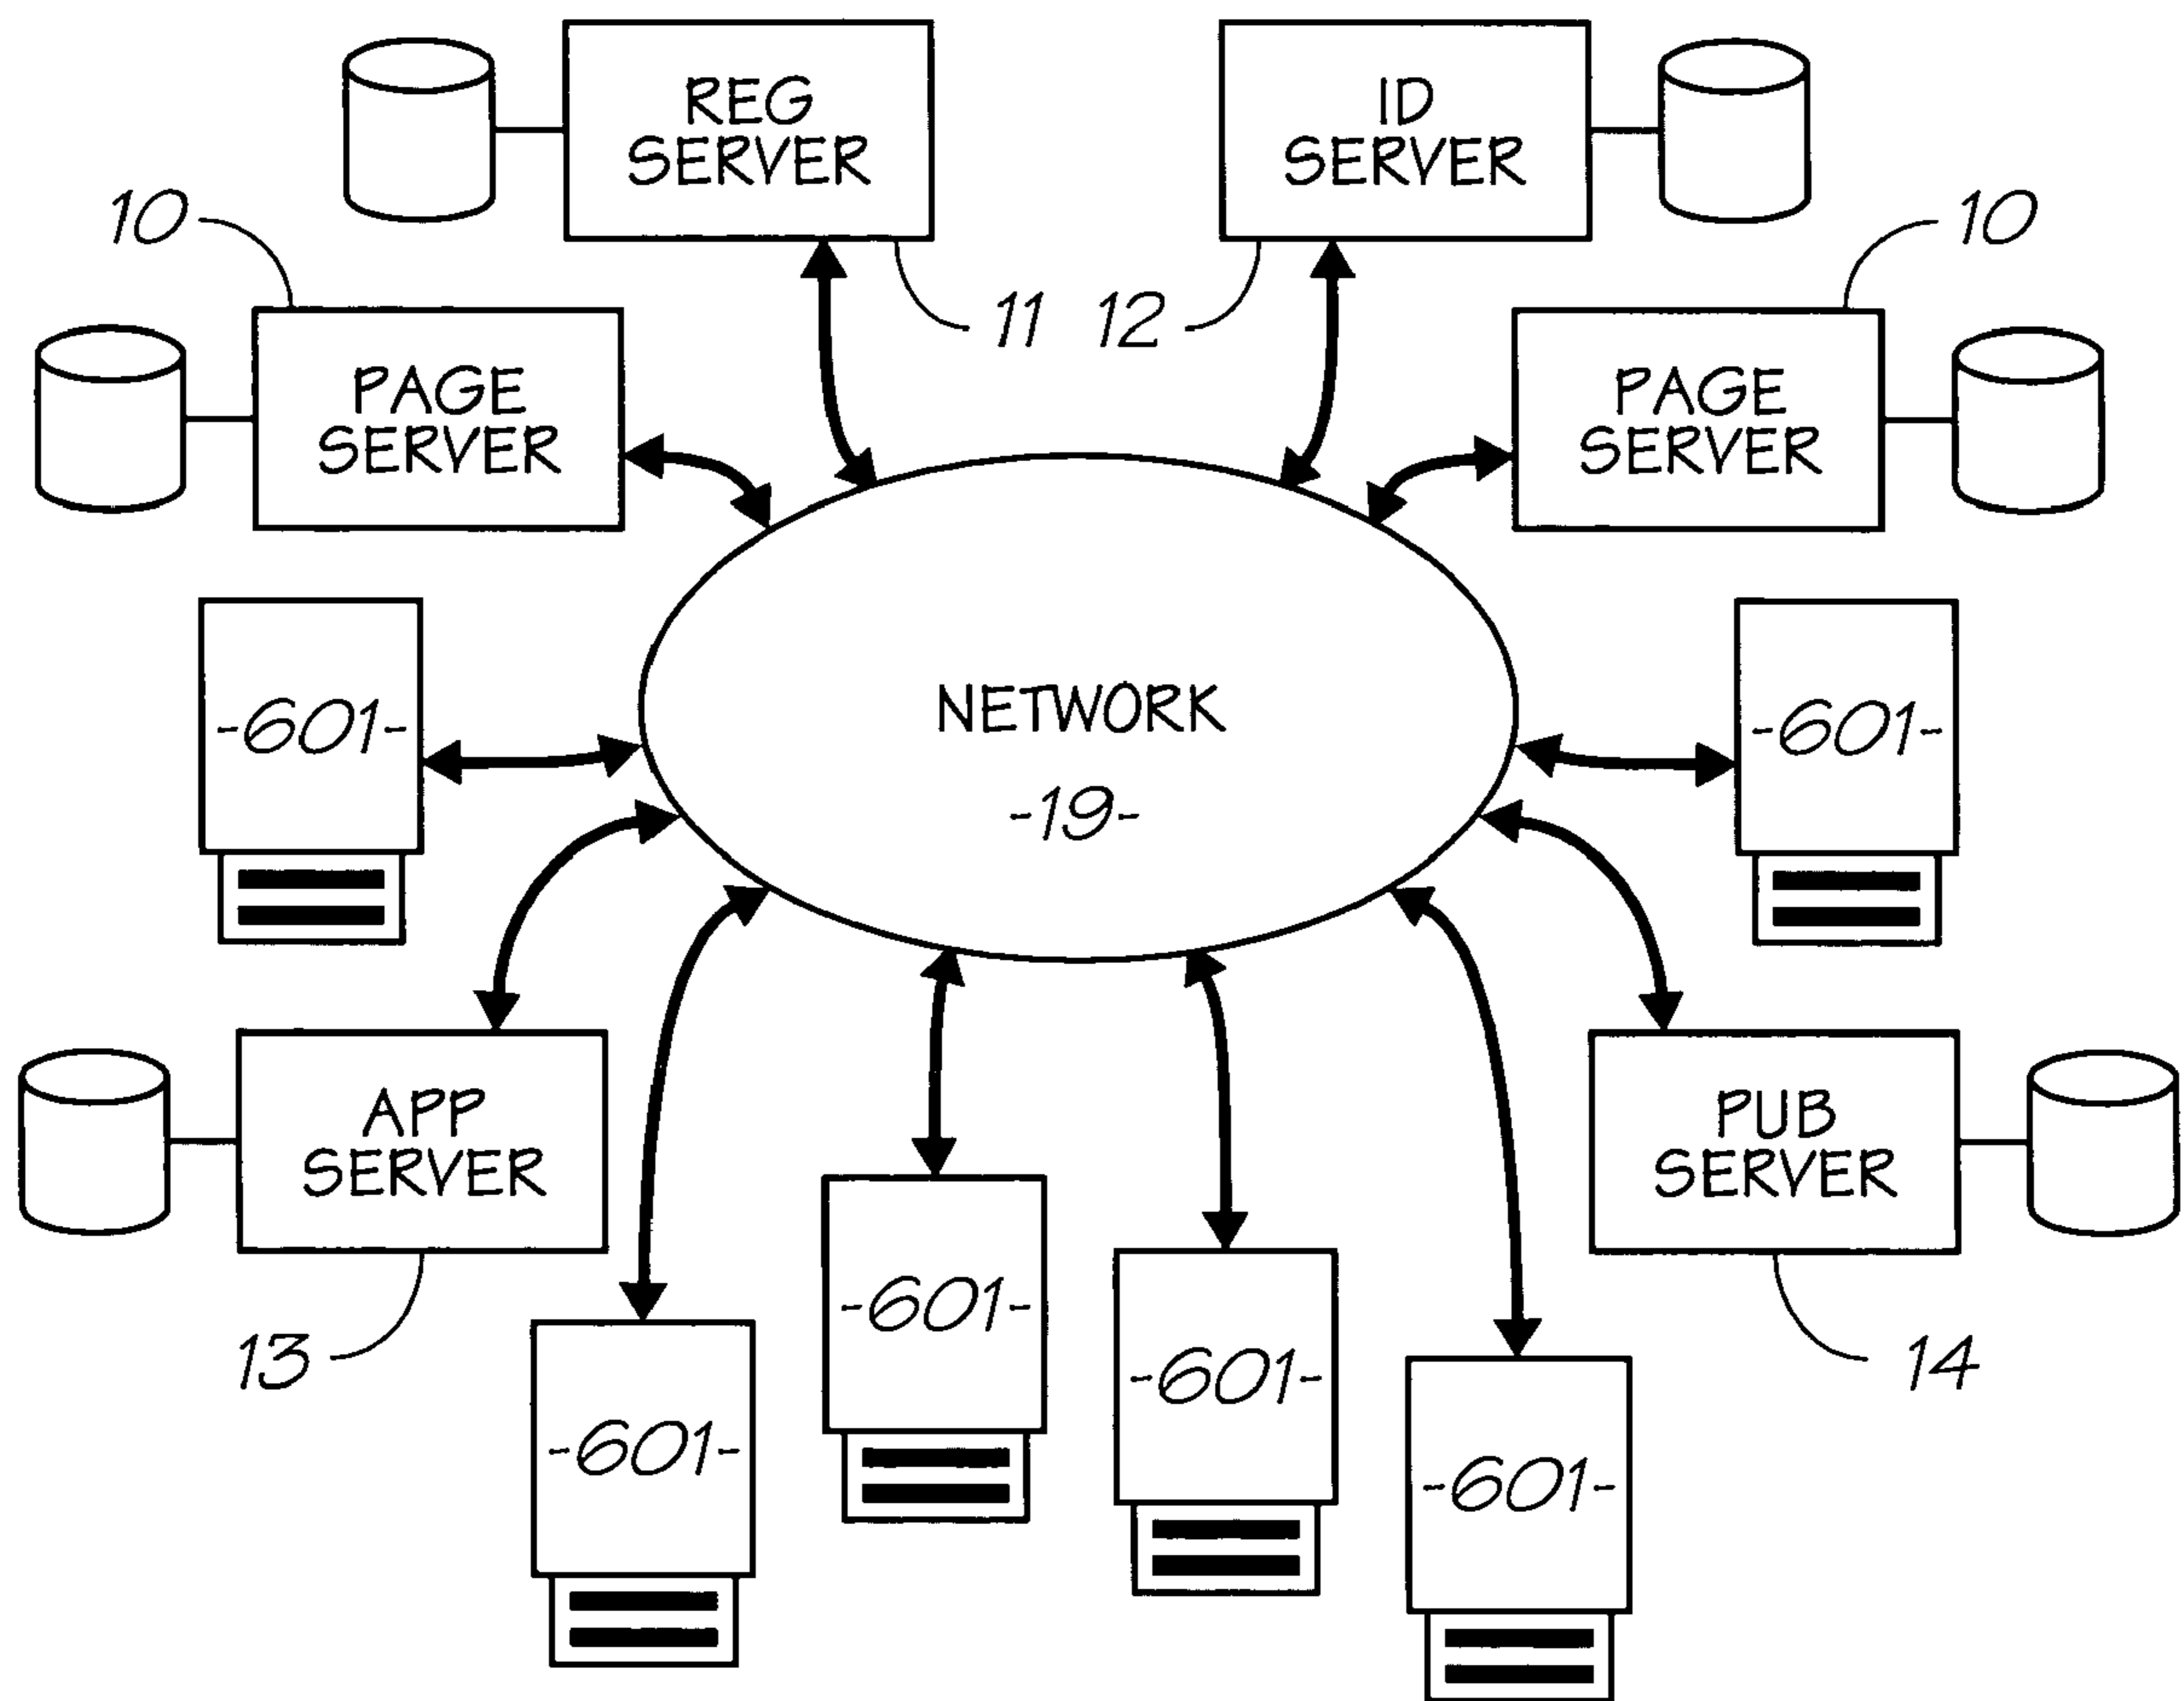 REG
SERVER
ID
SERVER
10
10
11
12
PAGE
SERVER
PAGE
SERVER
-601-
NETWORK
-19-
-601-
APP
SERVER
PUB
SERVER
-601-
-601-
-601-
-601-
13
14